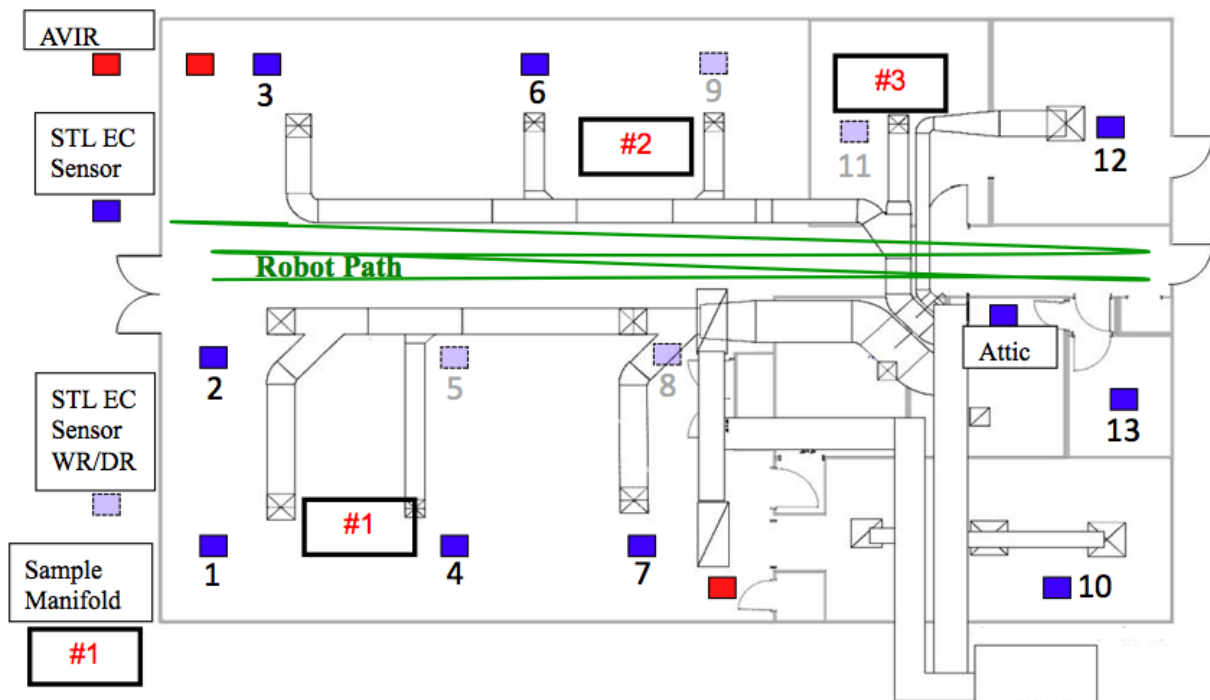 AVIR
3
6
9
#3
STL EC
Sensor
#2
11
12
Robot Path
Attic
2
5
8
STL EC
Sensor
WR/DR
13
#1
1
4
7
10
Sample
Manifold
#1